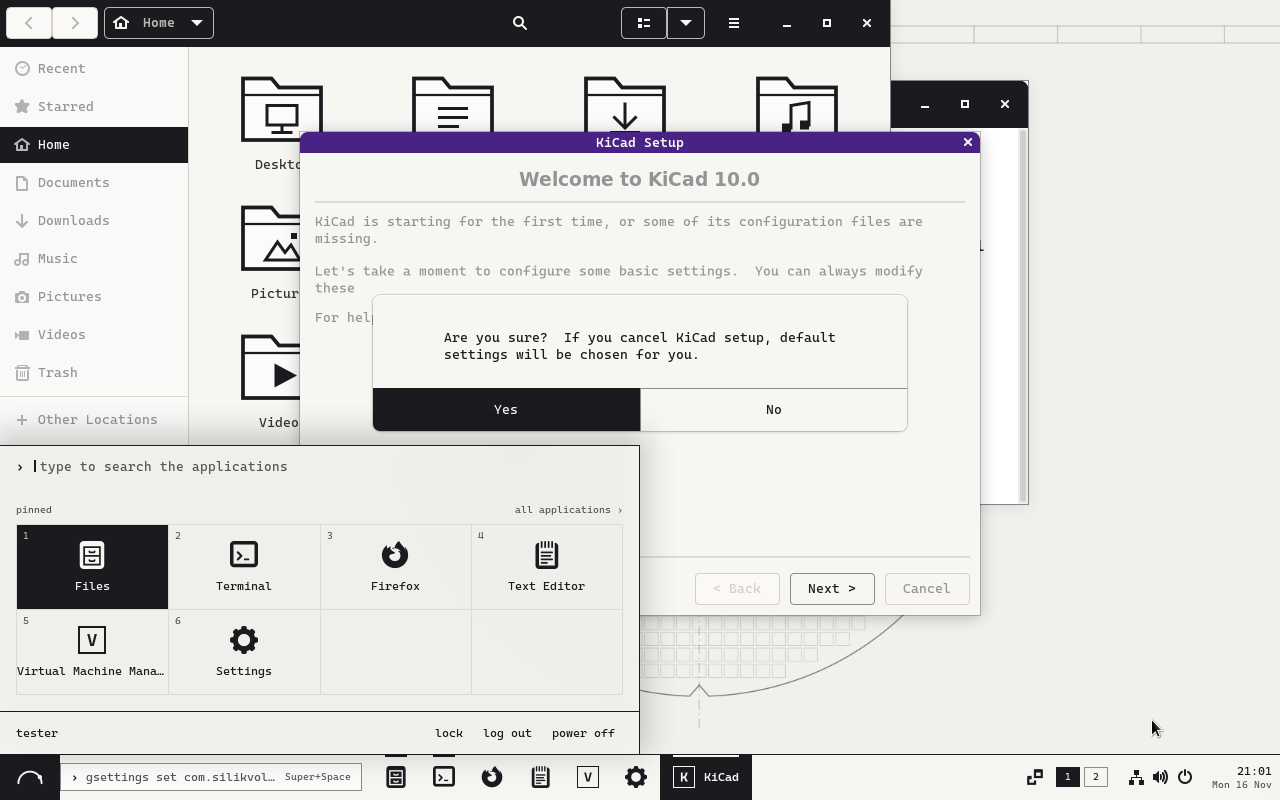 Home
Recent
Starred
Home
Documents
Downloads
Music
Pictures
Videos
Trash
Other Locations
KiCad Setup
Welcome to KiCad 10.0
KiCad is starting for the first time, or some of its configuration files are
missing.
Let's take a moment to configure some basic settings.  You can always modify
these
For help
Are you sure?  If you cancel KiCad setup, default
settings will be chosen for you.
Yes
No
< Back
Next >
Cancel
› type to search the applications
pinned
all applications ›
1
Files
2
Terminal
3
Firefox
4
Text Editor
5
Virtual Machine Mana…
6
Settings
tester
lock
log out
power off
› gsettings set com.silikvol… Super+Space
V
K KiCad
1
2
21:01
Mon 16 Nov